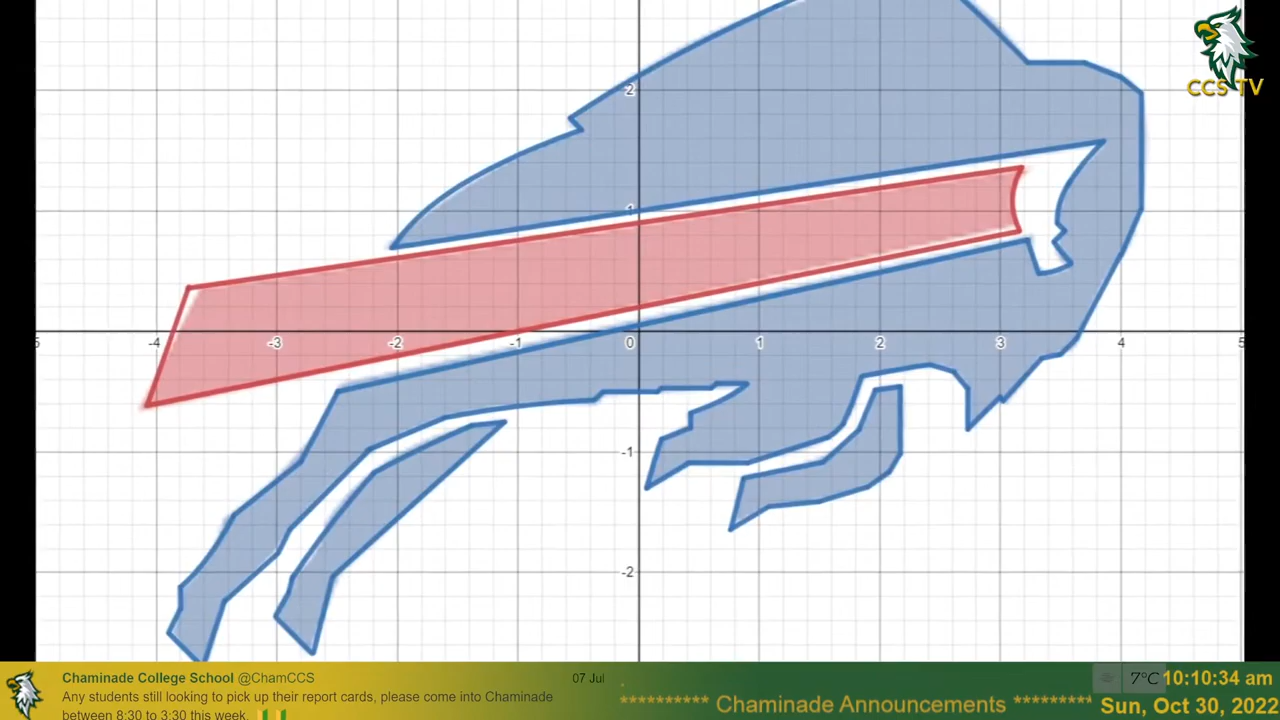 CCS TV
2
1
-4 -3 -2 -1 0 1 2 3 4 5
-1
-2
Chaminade College School @ChamCCS 07 Jul
Any students still looking to pick up their report cards, please come into Chaminade
between 8:30 to 3:30 this week.
********** Chaminade Announcements **********
7°C 10:10:34 am
Sun, Oct 30, 2022